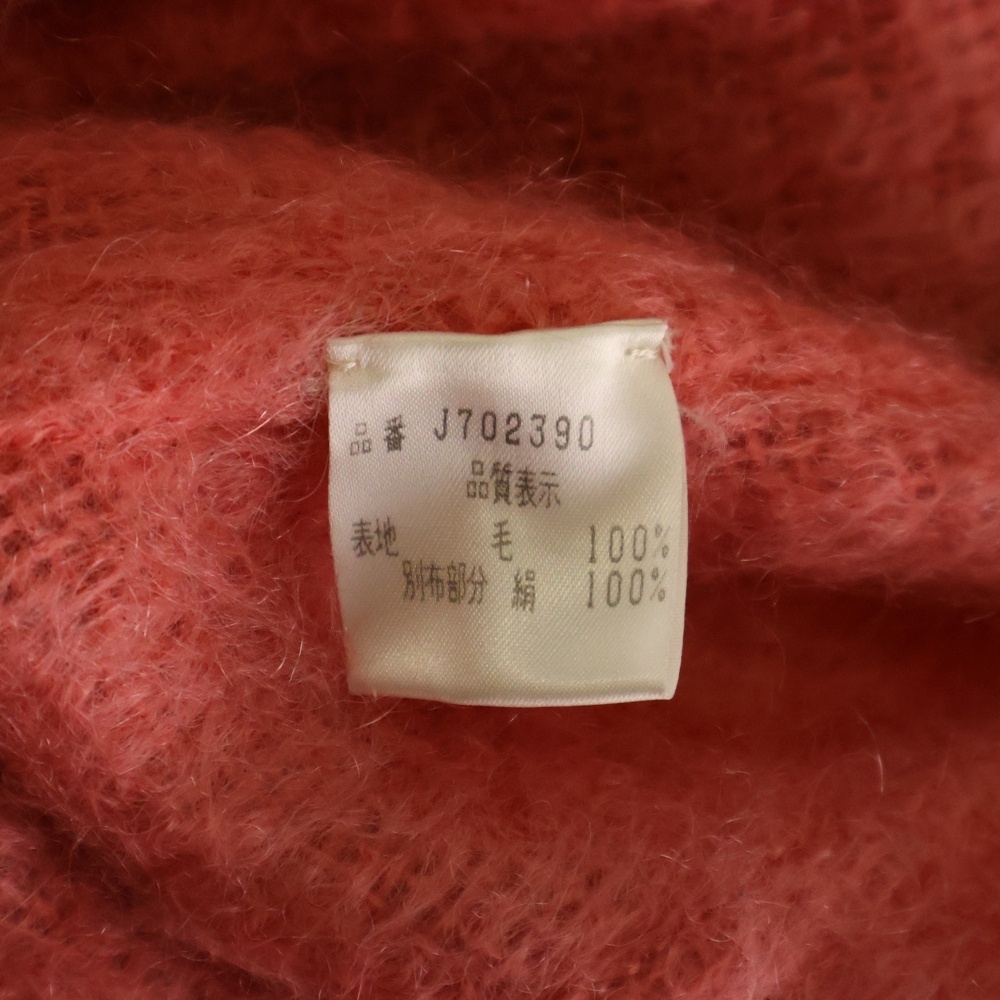 品番 J702390
品質表示
表地 毛 100%
別布部分 絹 100%